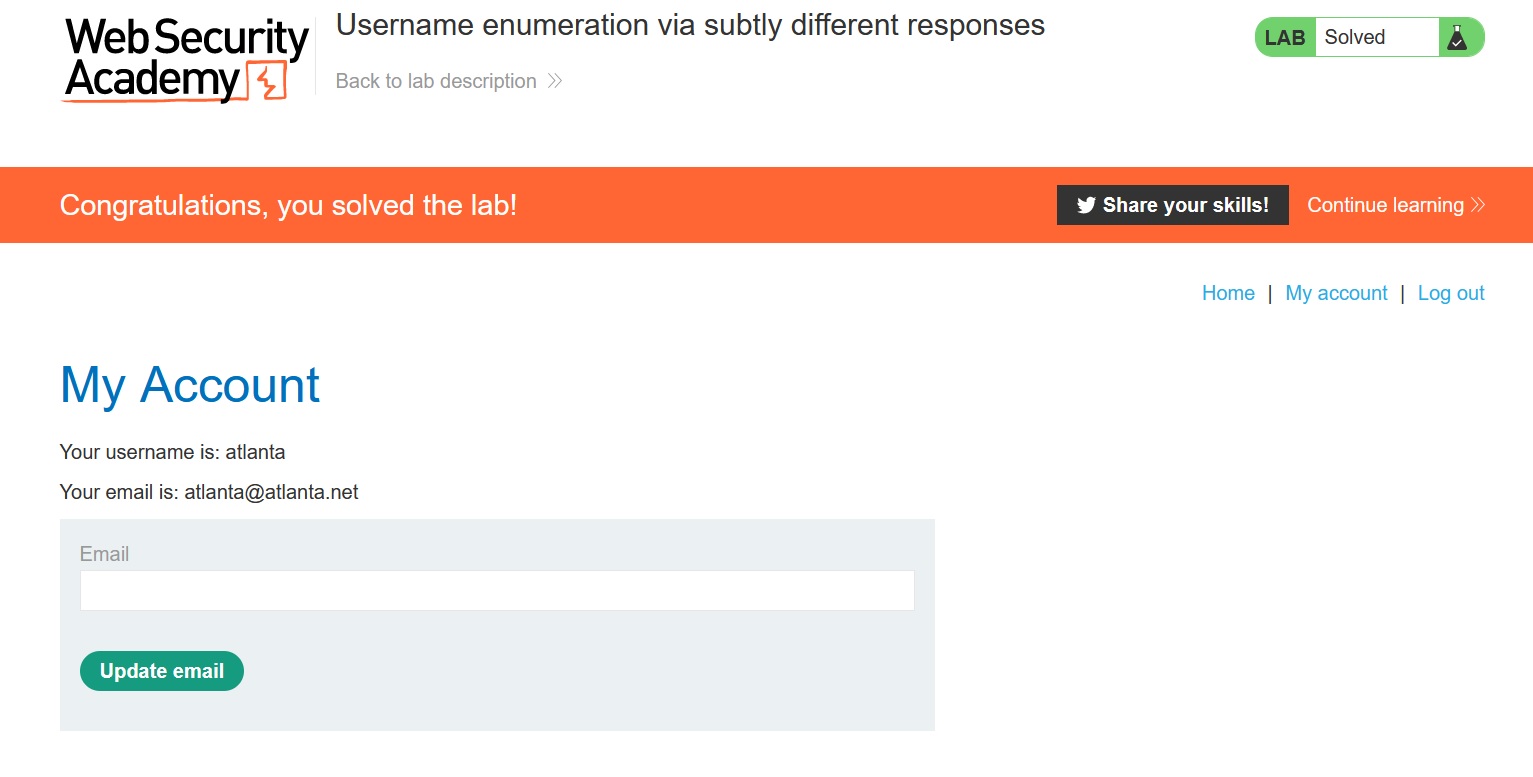 Web Security
Academy
Username enumeration via subtly different responses
Back to lab description
LAB Solved
Congratulations, you solved the lab!
Share your skills!
Continue learning
Home | My account | Log out
My Account
Your username is: atlanta
Your email is: atlanta@atlanta.net
Email
Update email